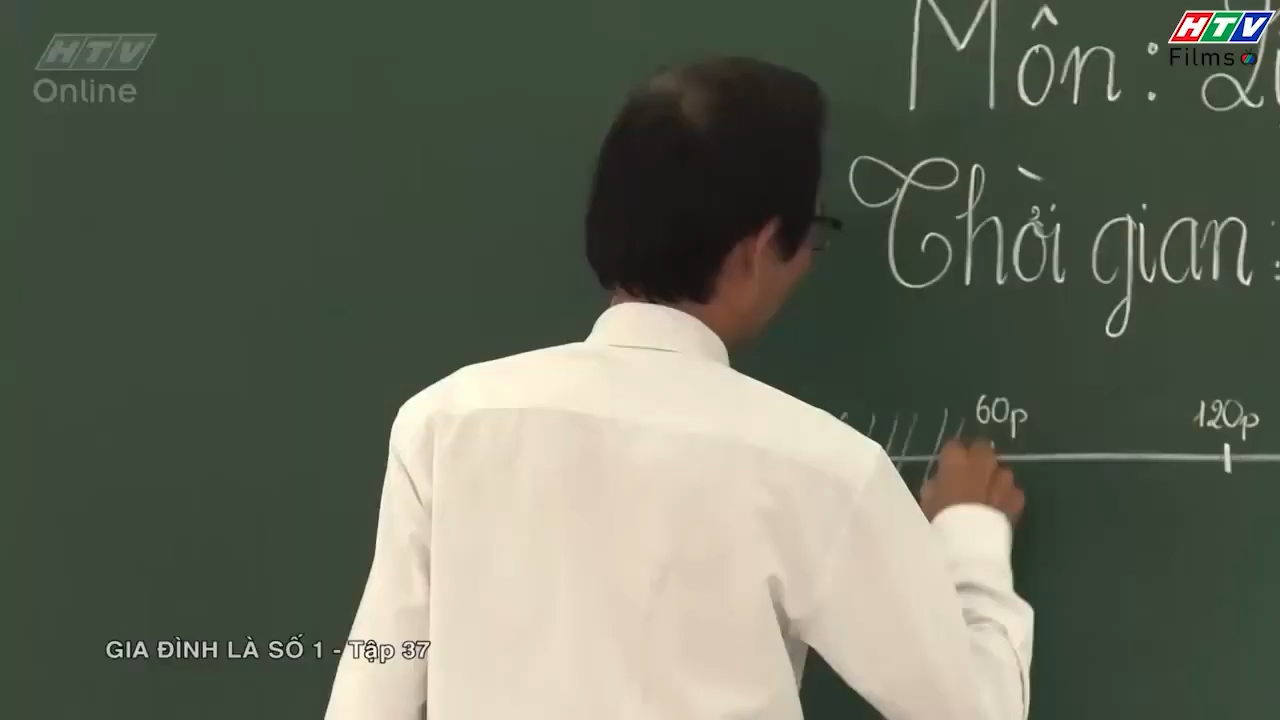 HTV
Online
HTV
Films
Môn :
Thời gian :
60p
120p
GIA ĐÌNH LÀ SỐ 1 - Tập 37